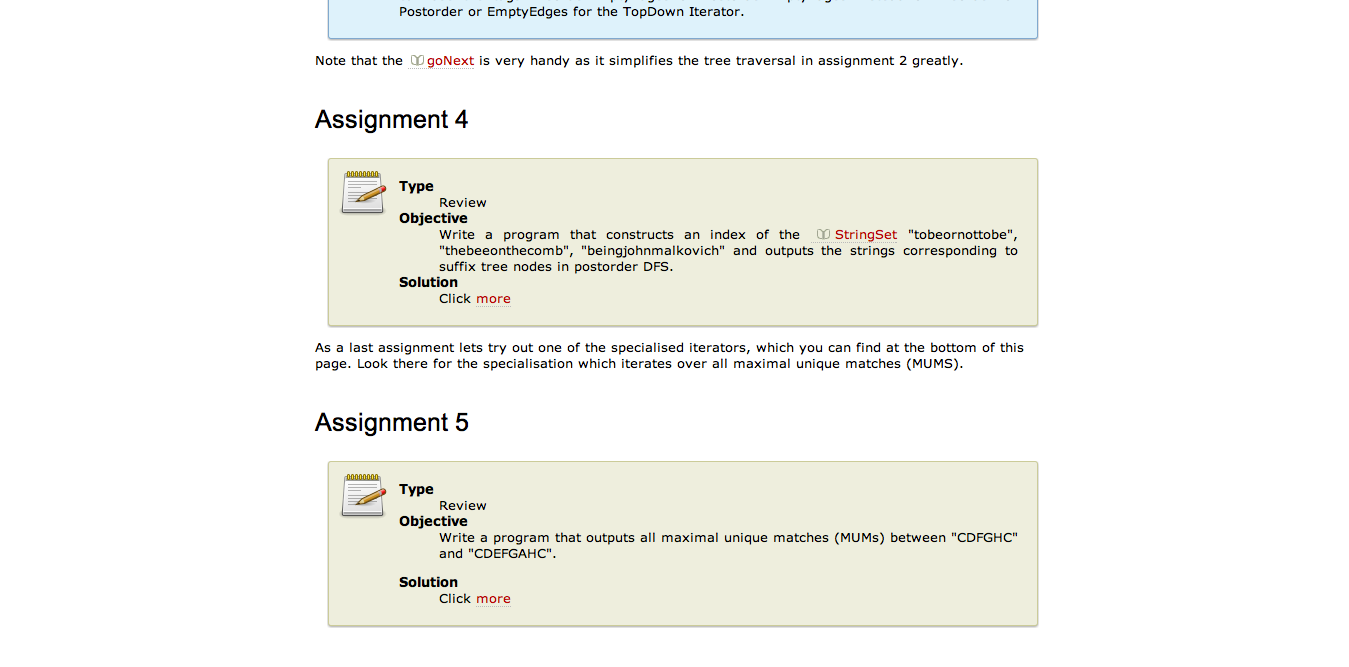 Postorder or EmptyEdges for the TopDown Iterator.
Note that the goNext is very handy as it simplifies the tree traversal in assignment 2 greatly.
Assignment 4
Type
Review
Objective
Write a program that constructs an index of the StringSet "tobeornottobe",
"thebeeonthecomb", "beingjohnmalkovich" and outputs the strings corresponding to
suffix tree nodes in postorder DFS.
Solution
Click more
As a last assignment lets try out one of the specialised iterators, which you can find at the bottom of this
page. Look there for the specialisation which iterates over all maximal unique matches (MUMS).
Assignment 5
Type
Review
Objective
Write a program that outputs all maximal unique matches (MUMs) between "CDFGHC"
and "CDEFGAHC".
Solution
Click more